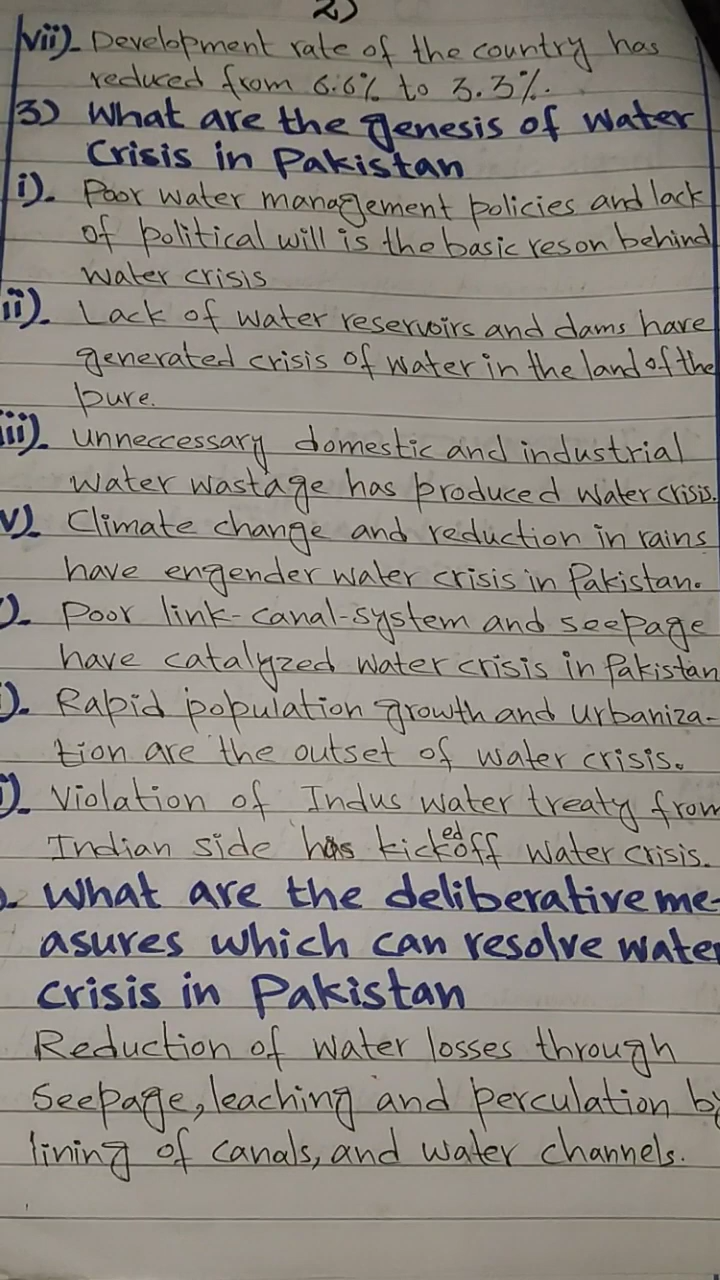 2)
vii). Development rate of the country has
reduced from 6.6% to 3.3%.
3) What are the genesis of water
Crisis in Pakistan
i). Poor water management policies and lack
of political will is the basic reson behind
water crisis
ii). Lack of water reservoirs and dams have
generated crisis of water in the land of the
pure.
iii). unneccessary domestic and industrial
water wastage has produced water crisis.
v). Climate change and reduction in rains
have engender water crisis in Pakistan.
). Poor link-canal-system and seepage
have catalyzed water crisis in Pakistan
i). Rapid population growth and urbaniza-
tion are the outset of water crisis.
i). Violation of Indus water treaty from
Indian side has kickedoff water crisis.
). What are the deliberative me-
asures which can resolve water
crisis in Pakistan
Reduction of water losses through
seepage, leaching and perculation by
lining of canals, and water channels.